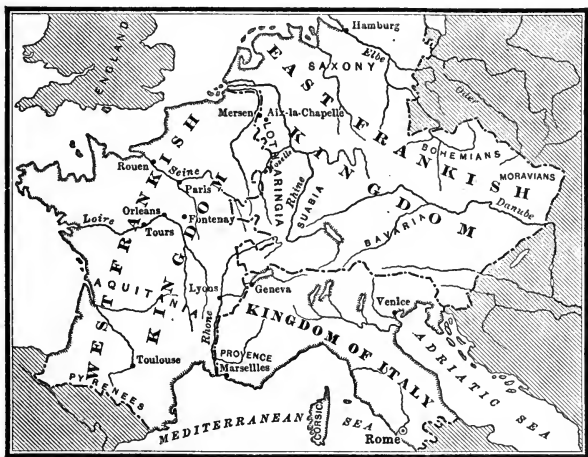 Hamburg
Elbe
ENGLAND
SAXONY
Oder
EAST FRANKISH
KINGDOM
Mersen
Aix-la-Chapelle
LOTHARINGIA
Moselle
BOHEMIANS
MORAVIANS
Rouen
Seine
Paris
Rhine
SUABIA
Danube
Orleans
Fontenay
Loire
Tours
BAVARIA
WEST FRANKISH
KINGDOM
AQUITANIA
Lyons
Geneva
Venice
Rhone
KINGDOM OF ITALY
ADRIATIC SEA
PROVENCE
Toulouse
Marseilles
PYRENEES
MEDITERRANEAN
SEA
CORSICA
Rome